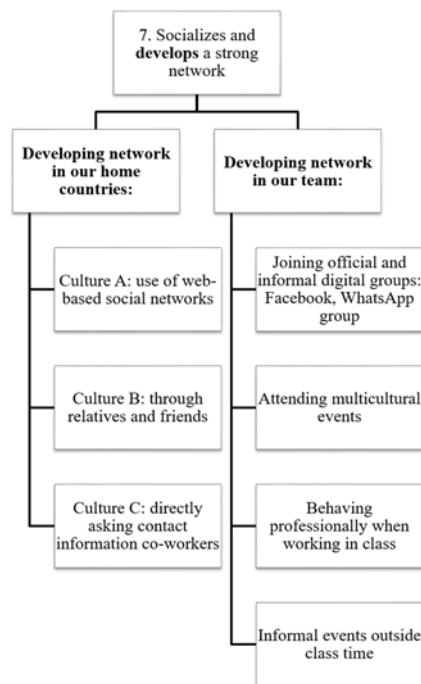 7. Socializes and
develops a strong
network
Developing network
in our home
countries:
Culture A: use of web-
based social networks
Culture B: through
relatives and friends
Culture C: directly
asking contact
information co-workers
Developing network
in our team:
Joining official and
informal digital groups:
Facebook, WhatsApp
group
Attending multicultural
events
Behaving
professionally when
working in class
Informal events outside
class time